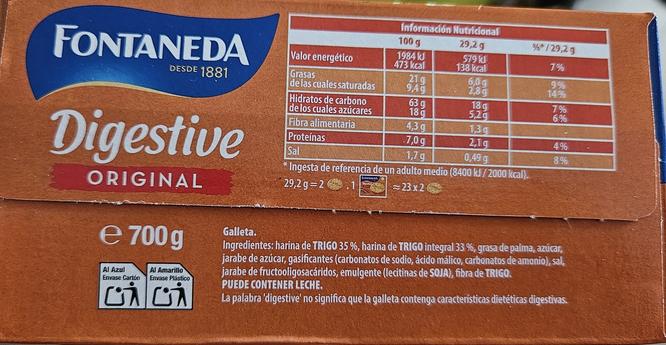 FONTANEDA
DESDE 1881
Digestive
ORIGINAL
Información Nutricional
100 g 29,2 g %*/29,2 g
Valor energético 1984 kJ 579 kJ
473 kcal 138 kcal 7%
Grasas 21 g 6,0 g 9%
de las cuales saturadas 9,4 g 2,8 g 14%
Hidratos de carbono 63 g 18 g 7%
de los cuales azúcares 18 g 5,2 g 6%
Fibra alimentaria 4,3 g 1,3 g
Proteínas 7,0 g 2,1 g 4%
Sal 1,7 g 0,49 g 8%
* Ingesta de referencia de un adulto medio (8400 kJ / 2000 kcal).
29,2 g = 2 . 1 ≈ 23 x 2
e 700 g
Al Azul
Envase Cartón
Al Amarillo
Envase Plástico
Galleta.
Ingredientes: harina de TRIGO 35 %, harina de TRIGO integral 33 %, grasa de palma, azúcar,
jarabe de azúcar, gasificantes (carbonatos de sodio, ácido málico, carbonatos de amonio), sal,
jarabe de fructooligosacáridos, emulgente (lecitinas de SOJA), fibra de TRIGO.
PUEDE CONTENER LECHE.
La palabra 'digestive' no significa que la galleta contenga características dietéticas digestivas.